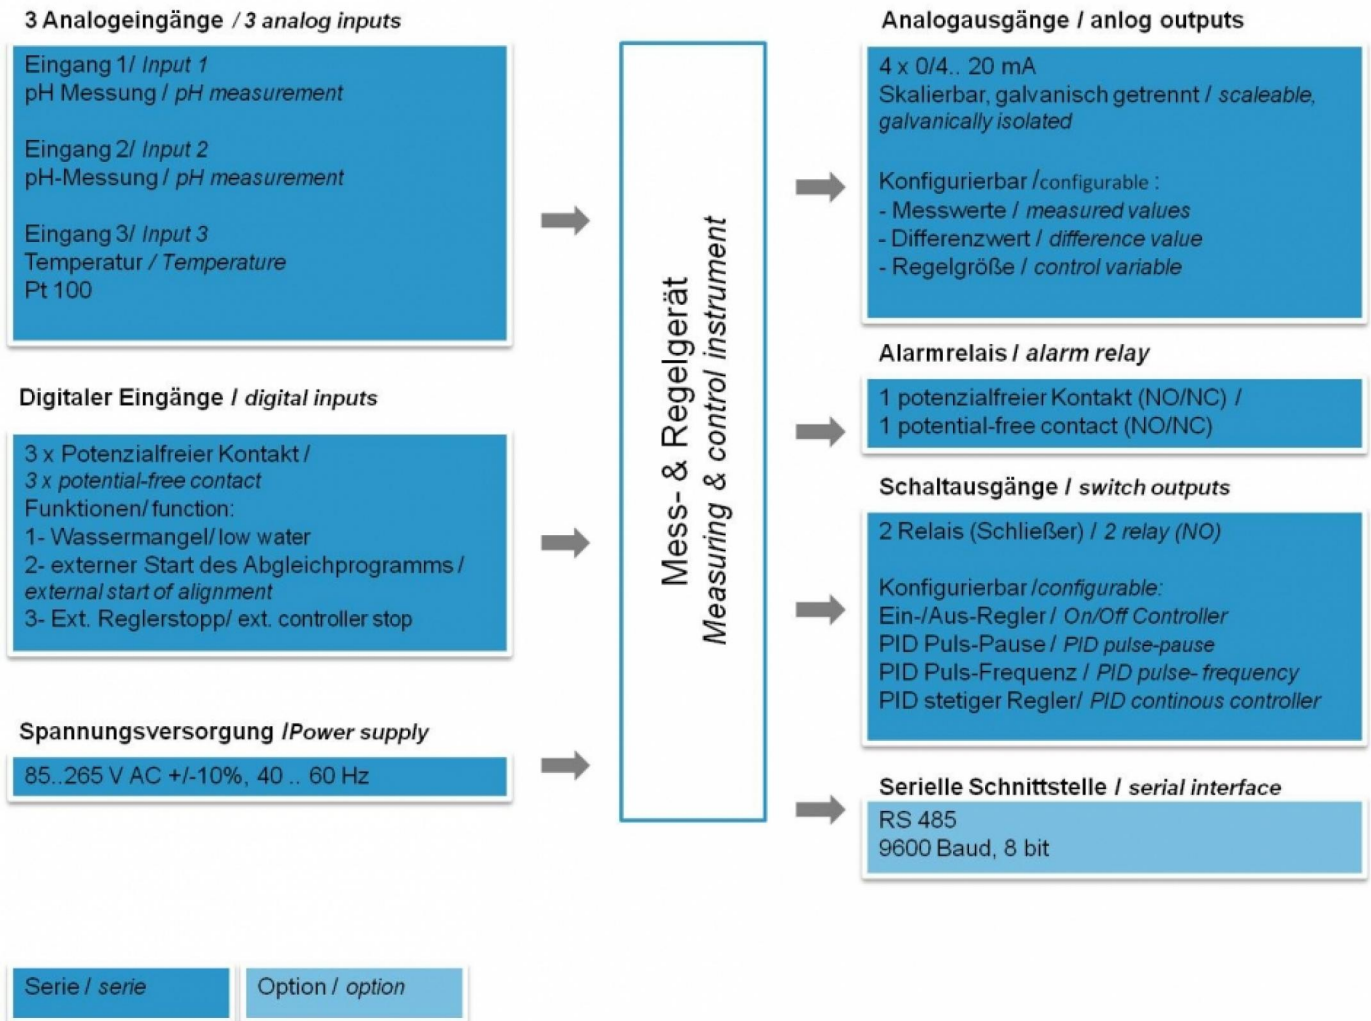 3 Analogeingänge / 3 analog inputs
Eingang 1/ Input 1
pH Messung / pH measurement
Eingang 2/ Input 2
pH-Messung / pH measurement
Eingang 3/ Input 3
Temperatur / Temperature
Pt 100
Digitaler Eingänge / digital inputs
3 x Potenzialfreier Kontakt /
3 x potential-free contact
Funktionen/ function:
1- Wassermangel/ low water
2- externer Start des Abgleichprogramms /
external start of alignment
3- Ext. Reglerstopp/ ext. controller stop
Spannungsversorgung /Power supply
85..265 V AC +/-10%, 40 .. 60 Hz
Mess- & Regelgerät
Measuring & control instrument
Analogausgänge / anlog outputs
4 x 0/4.. 20 mA
Skalierbar, galvanisch getrennt / scaleable,
galvanically isolated
Konfigurierbar /configurable :
- Messwerte / measured values
- Differenzwert / difference value
- Regelgröße / control variable
Alarmrelais / alarm relay
1 potenzialfreier Kontakt (NO/NC) /
1 potential-free contact (NO/NC)
Schaltausgänge / switch outputs
2 Relais (Schließer) / 2 relay (NO)
Konfigurierbar /configurable:
Ein-/Aus-Regler / On/Off Controller
PID Puls-Pause / PID pulse-pause
PID Puls-Frequenz / PID pulse- frequency
PID stetiger Regler/ PID continous controller
Serielle Schnittstelle / serial interface
RS 485
9600 Baud, 8 bit
Serie / serie
Option / option